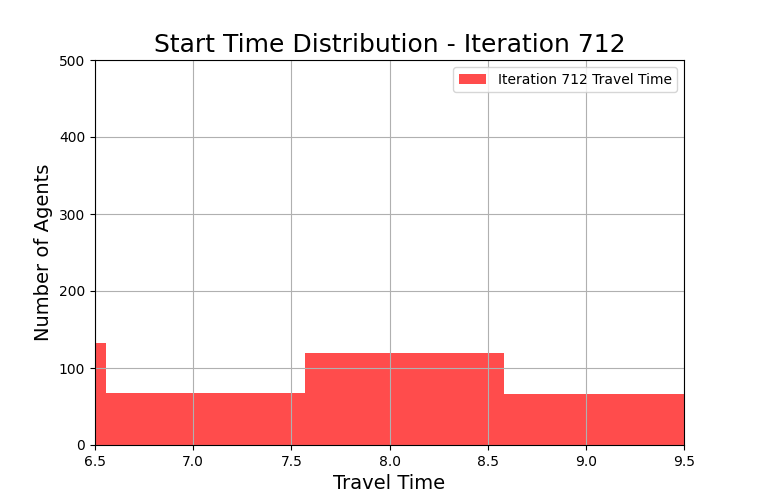 Start Time Distribution - Iteration 712
Iteration 712 Travel Time
Number of Agents
500
400
300
200
100
0
6.5 7.0 7.5 8.0 8.5 9.0 9.5
Travel Time